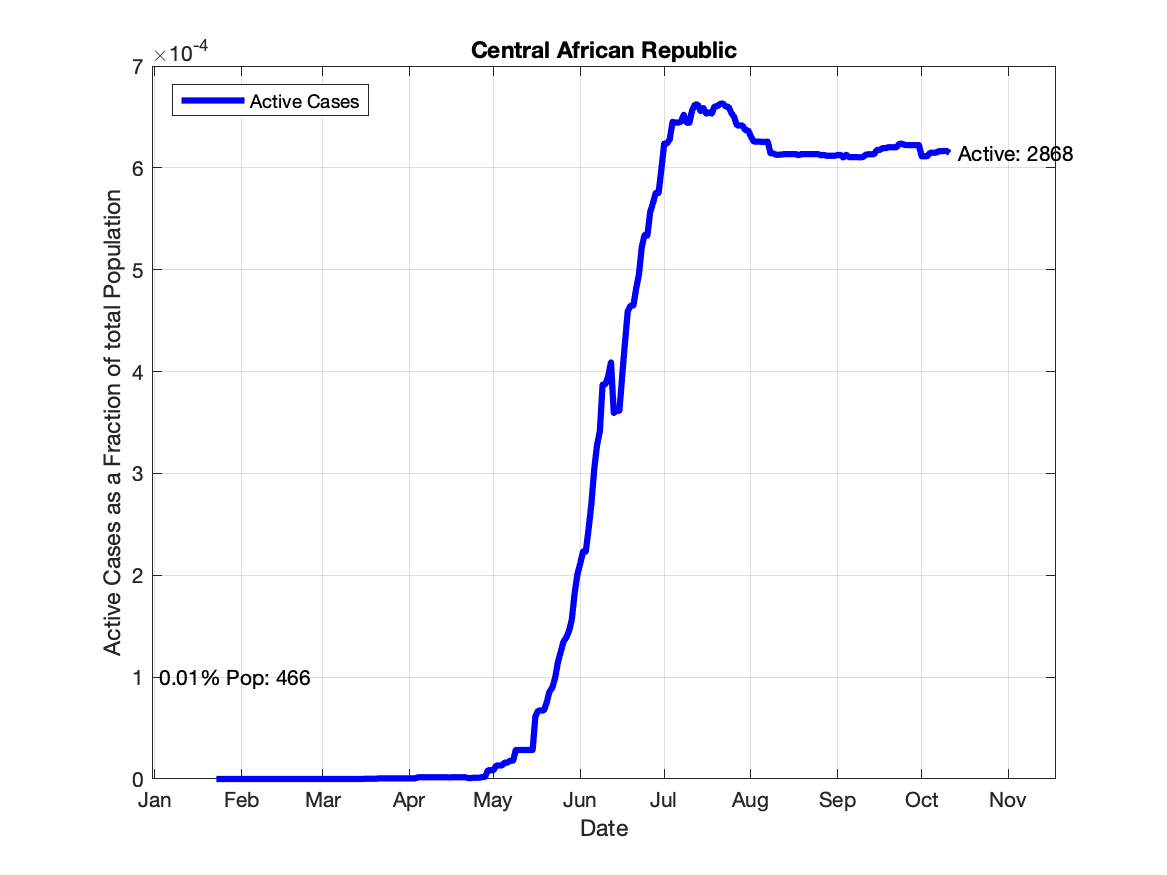 Central African Republic
×10-4
7
6
5
4
3
2
1
0
Active Cases
Active: 2868
0.01% Pop: 466
Active Cases as a Fraction of total Population
Jan Feb Mar Apr May Jun Jul Aug Sep Oct Nov
Date